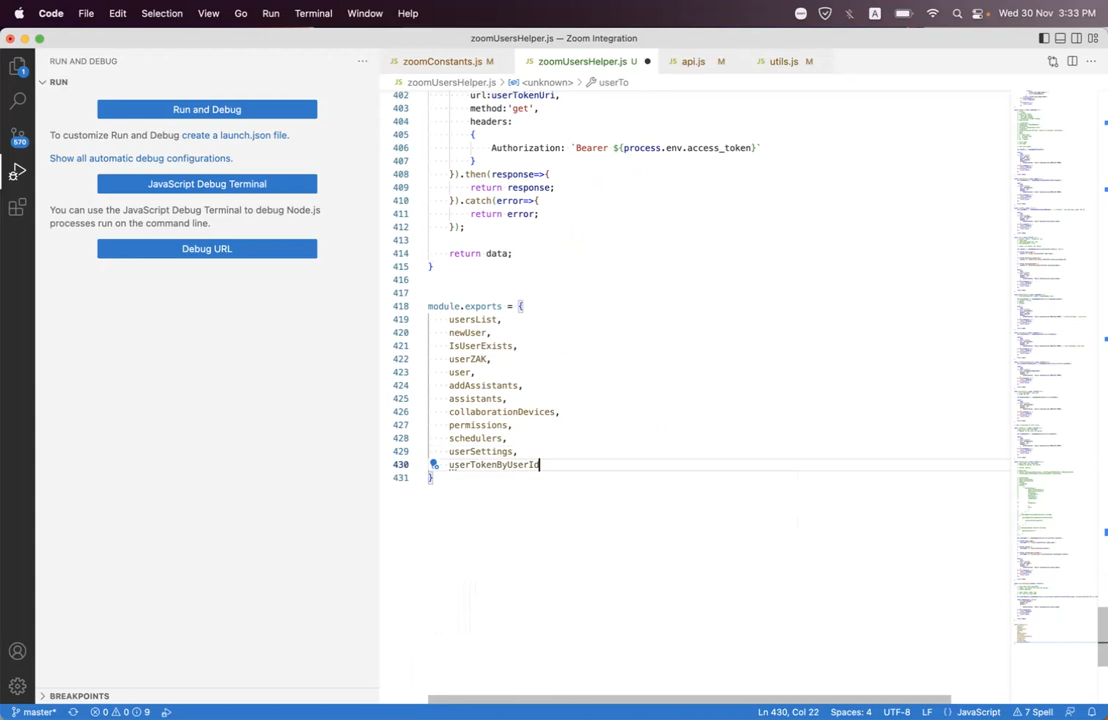 Code File Edit Selection View Go Run Terminal Window Help A Wed 30 Nov 3:33 PM
zoomUsersHelper.js — Zoom Integration
RUN AND DEBUG ···
zoomConstants.js U zoomUsersHelper.js U api.js M utils.js M
RUN
zoomUsersHelper.js > <unknown> > userTo
Run and Debug
To customize Run and Debug create a launch.json file.
Show all automatic debug configurations.
JavaScript Debug Terminal
You can use the JavaScript Debug Terminal to debug Node.js
processes run on the command line.
Debug URL
1
570
402 url:userTokenUri,
403 method:'get',
404 headers:
405 {
406 Authorization: `Bearer ${process.env.access_token}`
407 }
408 }).then(response=>{
409 return response;
410 }).catch(error=>{
411 return error;
412 });
413
414 return data;
415 }
416
417
418 module.exports = {
419 usersList,
420 newUser,
421 IsUserExists,
422 userZAK,
423 user,
424 addAssistants,
425 assistants,
426 collaborationDevices,
427 permissions,
428 schedulers,
429 userSettings,
430 userTokenByUserId
431 }
BREAKPOINTS
master* 0 0 9 Ln 430, Col 22 Spaces: 4 UTF-8 LF {} JavaScript 7 Spell